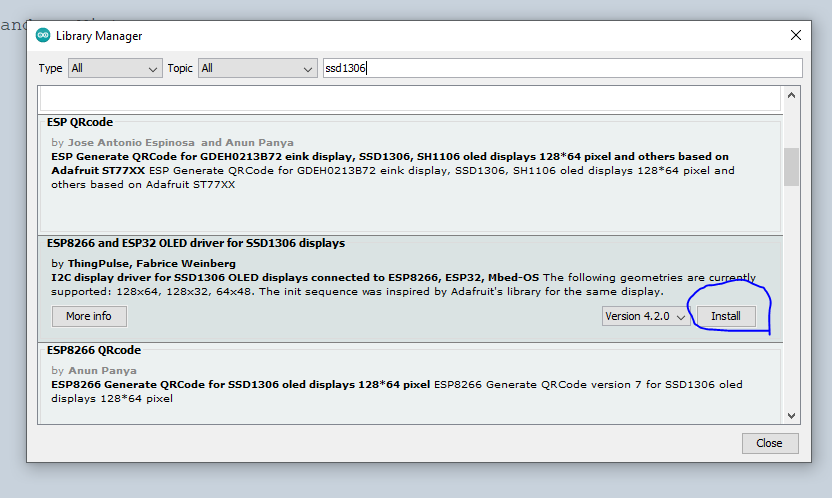 and
Library Manager
Type All Topic All ssd1306
ESP QRcode
by Jose Antonio Espinosa and Anun Panya
ESP Generate QRCode for GDEH0213B72 eink display, SSD1306, SH1106 oled displays 128*64 pixel and others based on
Adafruit ST77XX ESP Generate QRCode for GDEH0213B72 eink display, SSD1306, SH1106 oled displays 128*64 pixel and
others based on Adafruit ST77XX
ESP8266 and ESP32 OLED driver for SSD1306 displays
by ThingPulse, Fabrice Weinberg
I2C display driver for SSD1306 OLED displays connected to ESP8266, ESP32, Mbed-OS The following geometries are currently
supported: 128x64, 128x32, 64x48. The init sequence was inspired by Adafruit's library for the same display.
More info Version 4.2.0 Install
ESP8266 QRcode
by Anun Panya
ESP8266 Generate QRCode for SSD1306 oled displays 128*64 pixel ESP8266 Generate QRCode version 7 for SSD1306 oled
displays 128*64 pixel
Close